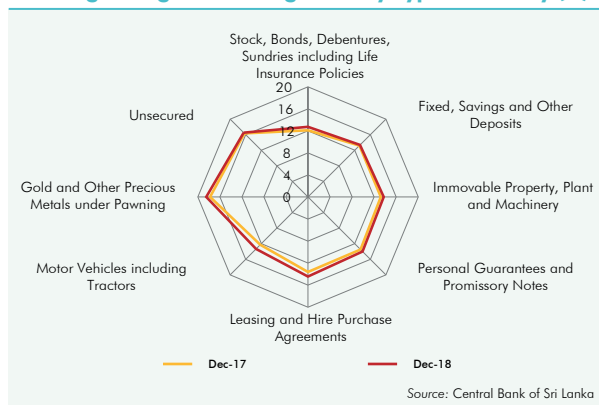 Stock, Bonds, Debentures,
Sundries including Life
Insurance Policies
20
16
12
8
4
0
Fixed, Savings and Other
Deposits
Immovable Property, Plant
and Machinery
Personal Guarantees and
Promissory Notes
Leasing and Hire Purchase
Agreements
Motor Vehicles including
Tractors
Gold and Other Precious
Metals under Pawning
Unsecured
Dec-17
Dec-18
Source: Central Bank of Sri Lanka